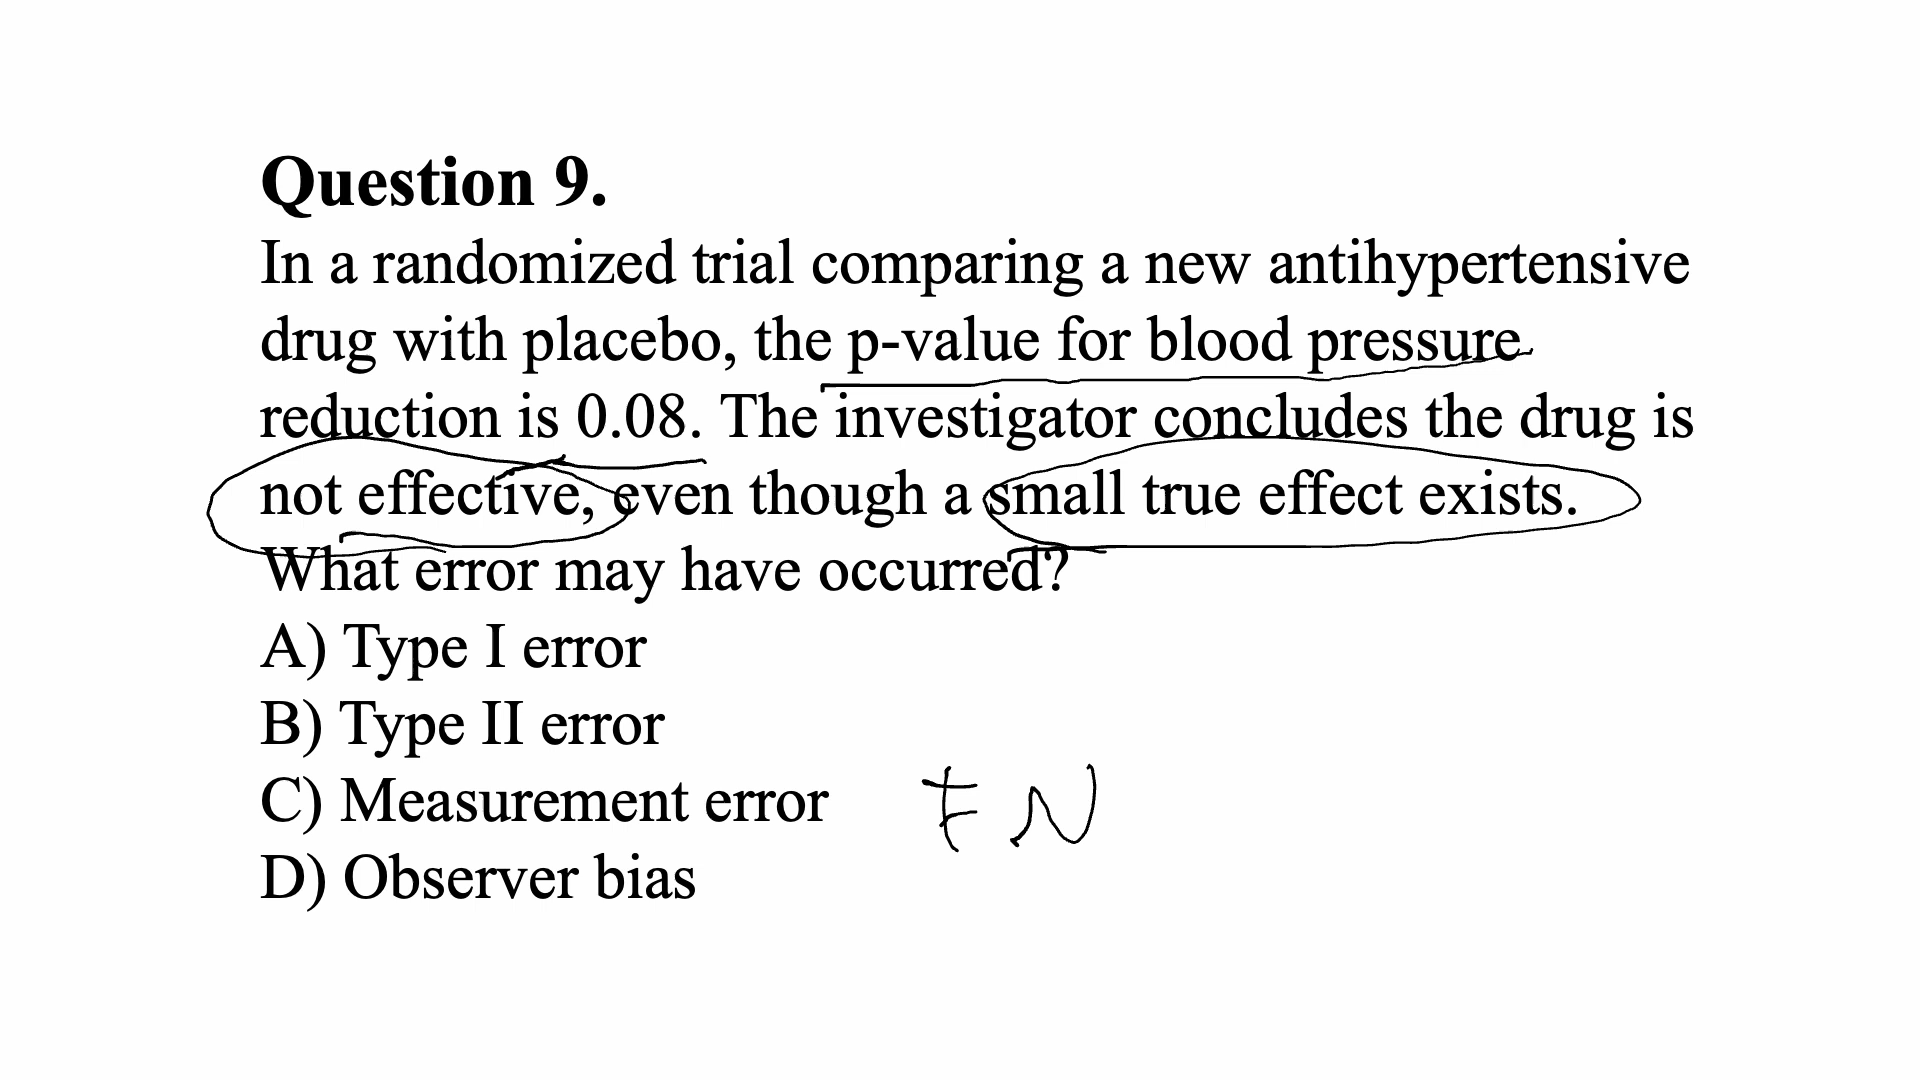 Question 9.
In a randomized trial comparing a new antihypertensive
drug with placebo, the p-value for blood pressure
reduction is 0.08. The investigator concludes the drug is
not effective, even though a small true effect exists.
What error may have occurred?
A) Type I error
B) Type II error
C) Measurement error
FN
D) Observer bias